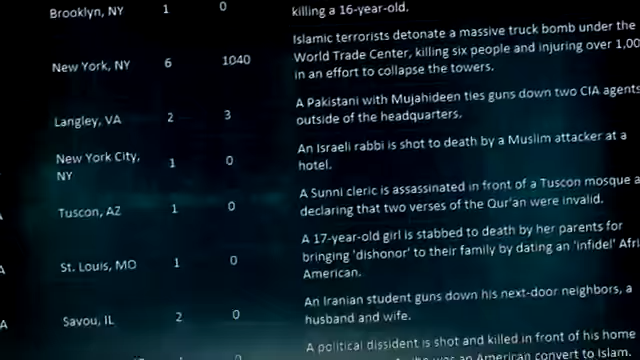 Brooklyn, NY 1 0 killing a 16-year-old.
Islamic terrorists detonate a massive truck bomb under the
New York, NY 6 1040 World Trade Center, killing six people and injuring over
in an effort to collapse the towers.
Langley, VA 2 3 A Pakistani with Mujahideen ties guns down two CIA agents
outside of the headquarters.
New York City, NY 1 0 An Israeli rabbi is shot to death by a Muslim attacker at a
hotel.
Tuscon, AZ 1 0 A Sunni cleric is assassinated in front of a Tuscon mosque
declaring that two verses of the Qur'an were invalid.
A 17-year-old girl is stabbed to death by her parents for
St. Louis, MO 1 0 bringing 'dishonor' to their family by dating an 'infidel'
American.
Savou, IL 2 0 An Iranian student guns down his next-door neighbors, a
husband and wife.
A political dissident is shot and killed in front of his home
was an American convert to Islam.